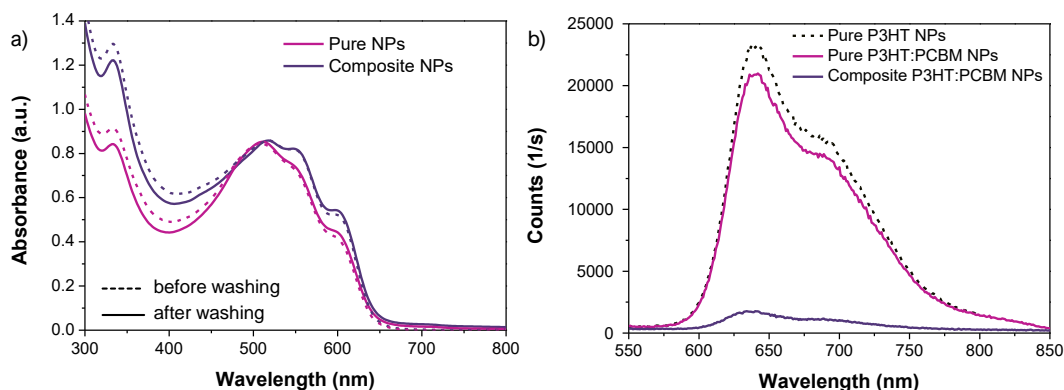 a)
Absorbance (a.u.)
1.4
1.2
1.0
0.8
0.6
0.4
0.2
0.0
Pure NPs
Composite NPs
before washing
after washing
300 400 500 600 700 800
Wavelength (nm)
b)
Counts (1/s)
25000
20000
15000
10000
5000
0
Pure P3HT NPs
Pure P3HT:PCBM NPs
Composite P3HT:PCBM NPs
550 600 650 700 750 800 850
Wavelength (nm)